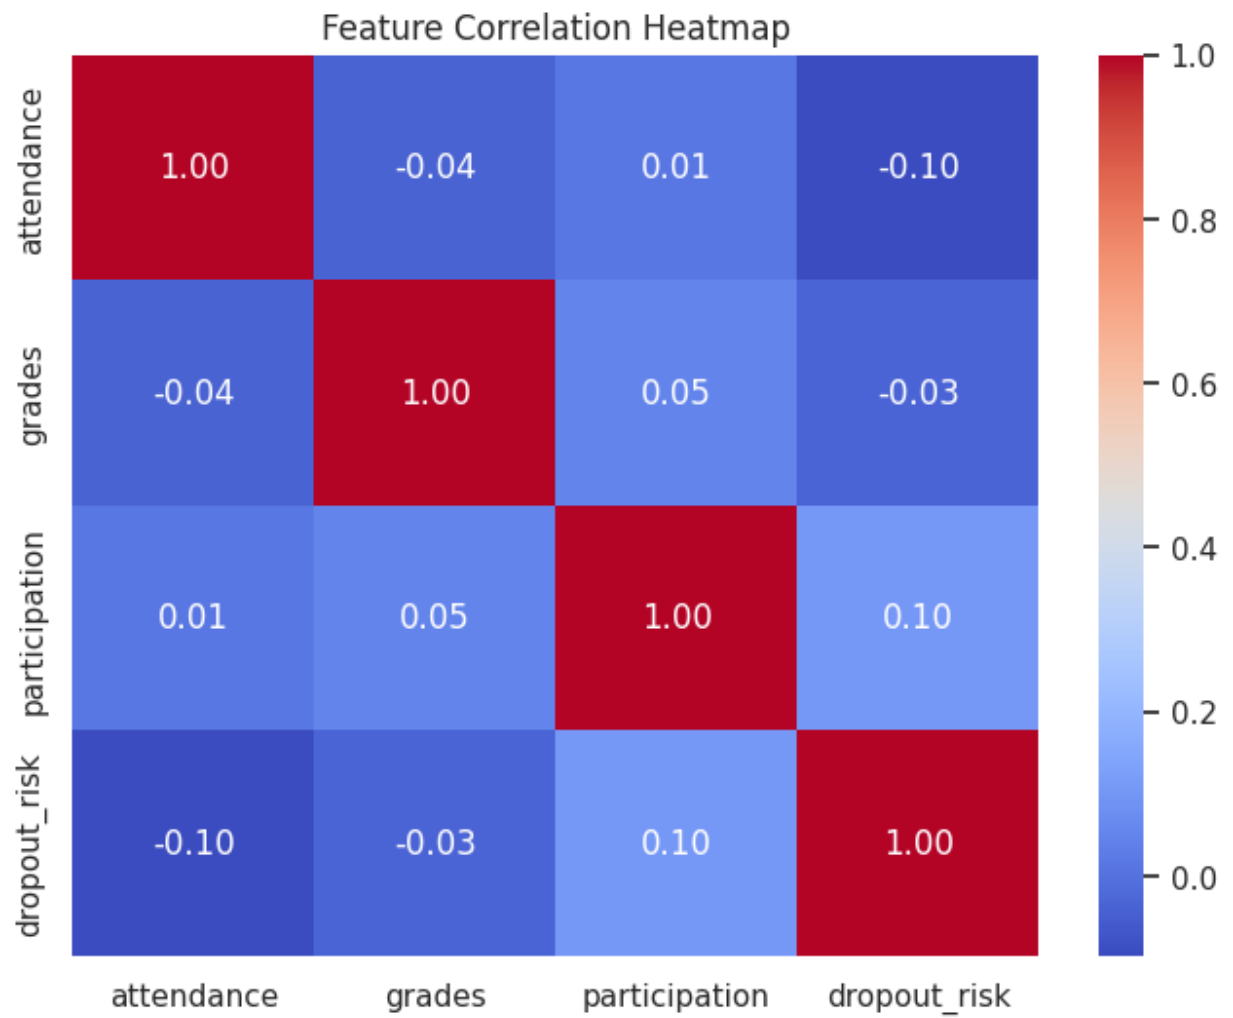 Feature Correlation Heatmap
attendance 1.00 -0.04 0.01 -0.10
grades -0.04 1.00 0.05 -0.03
participation 0.01 0.05 1.00 0.10
dropout_risk -0.10 -0.03 0.10 1.00
attendance grades participation dropout_risk
1.0
0.8
0.6
0.4
0.2
0.0